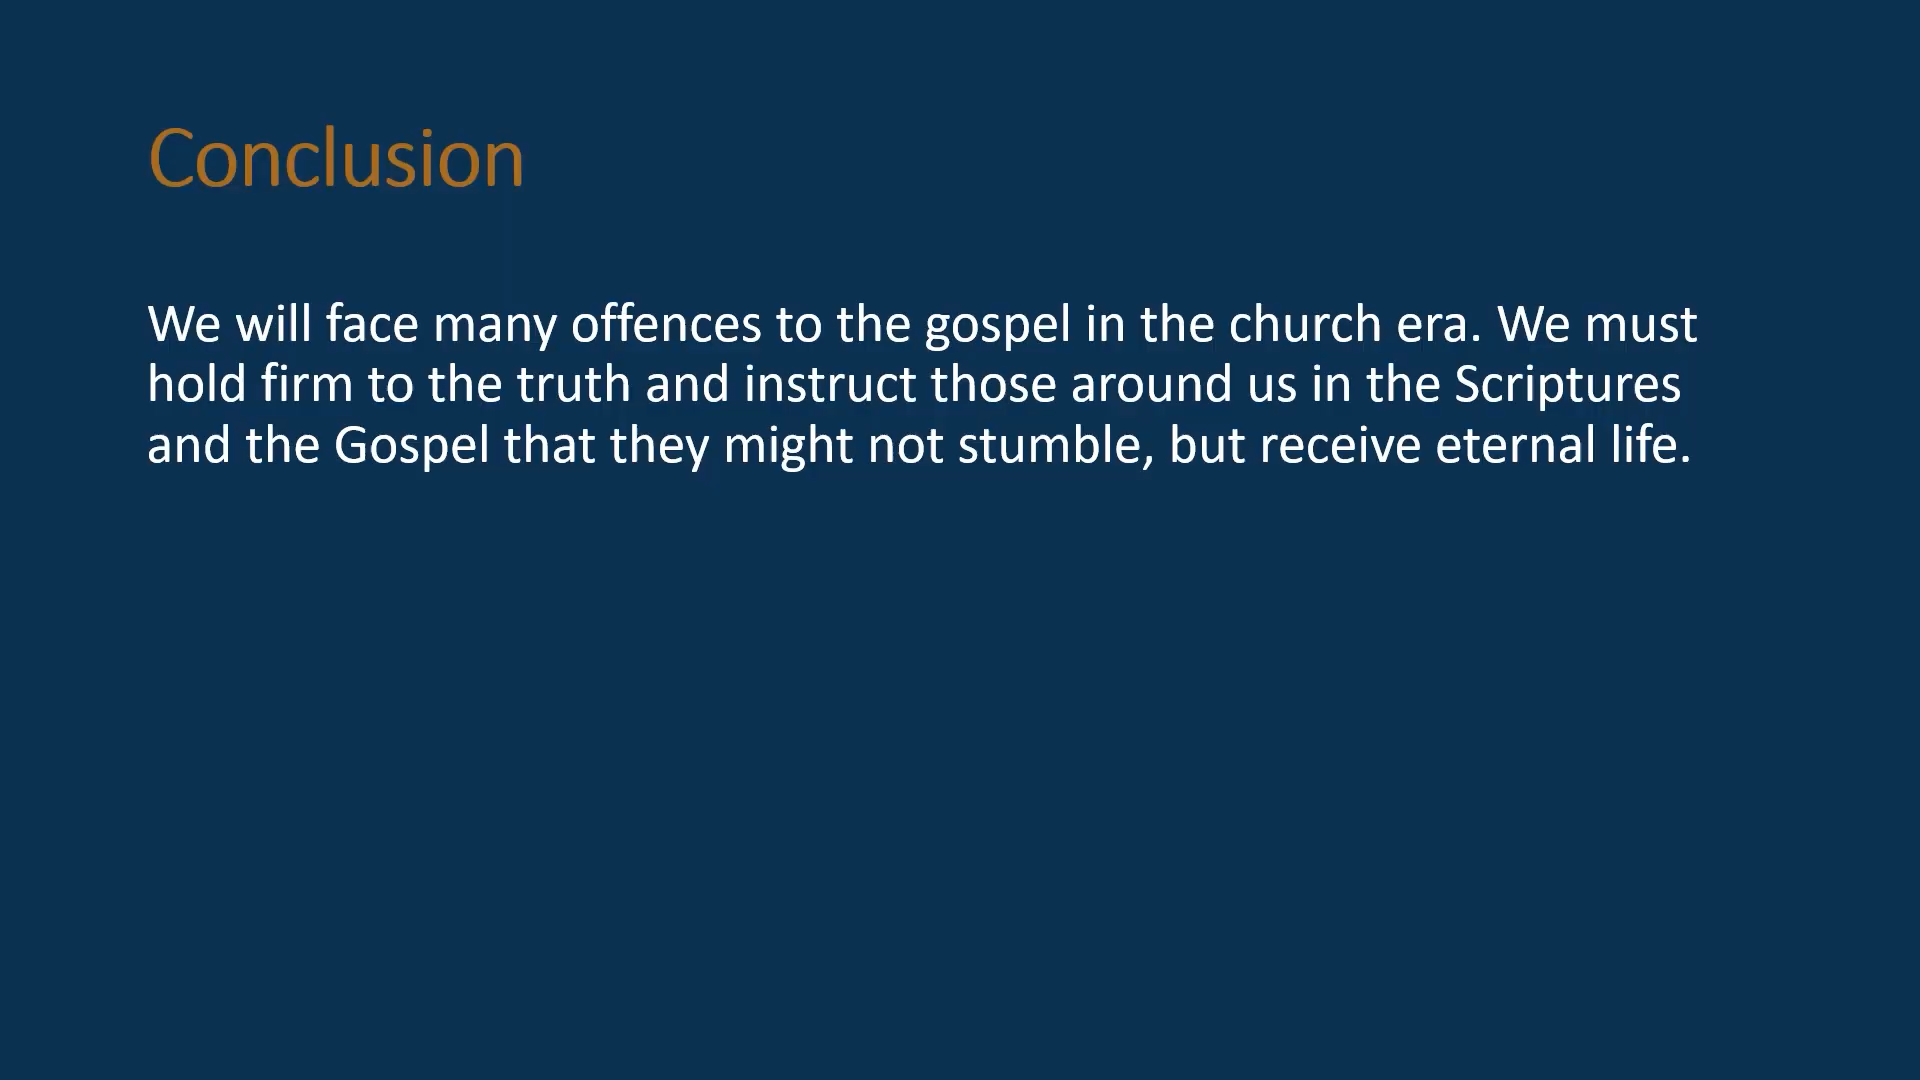 Conclusion
We will face many offences to the gospel in the church era. We must
hold firm to the truth and instruct those around us in the Scriptures
and the Gospel that they might not stumble, but receive eternal life.